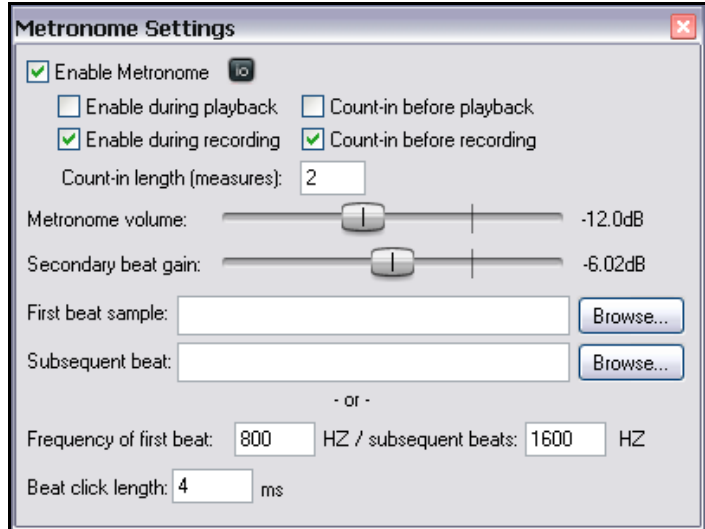 Metronome Settings
Enable Metronome io
Enable during playback Count-in before playback
Enable during recording Count-in before recording
Count-in length (measures): 2
Metronome volume: -12.0dB
Secondary beat gain: -6.02dB
First beat sample: Browse...
Subsequent beat: Browse...
- or -
Frequency of first beat: 800 HZ / subsequent beats: 1600 HZ
Beat click length: 4 ms